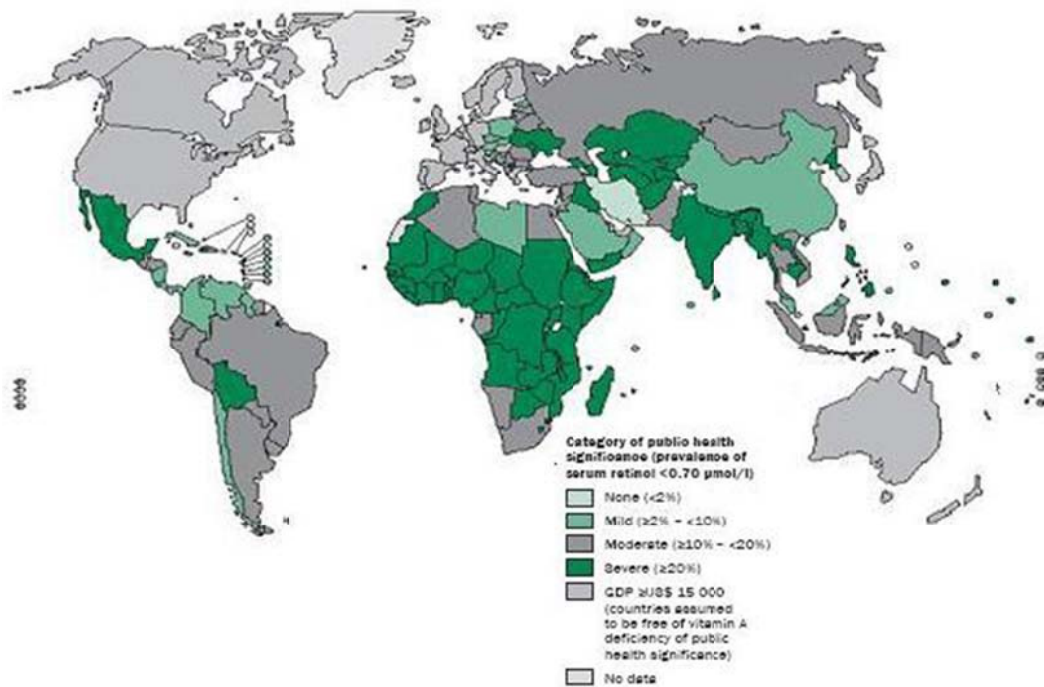 Category of public health
significance (prevalence of
serum retinol <0.70 µmol/l)
None (<2%)
Mild (≥2% – <10%)
Moderate (≥10% – <20%)
Severe (≥20%)
GDP ≥US$ 15 000
(countries assumed
to be free of vitamin A
deficiency of public
health significance)
No data